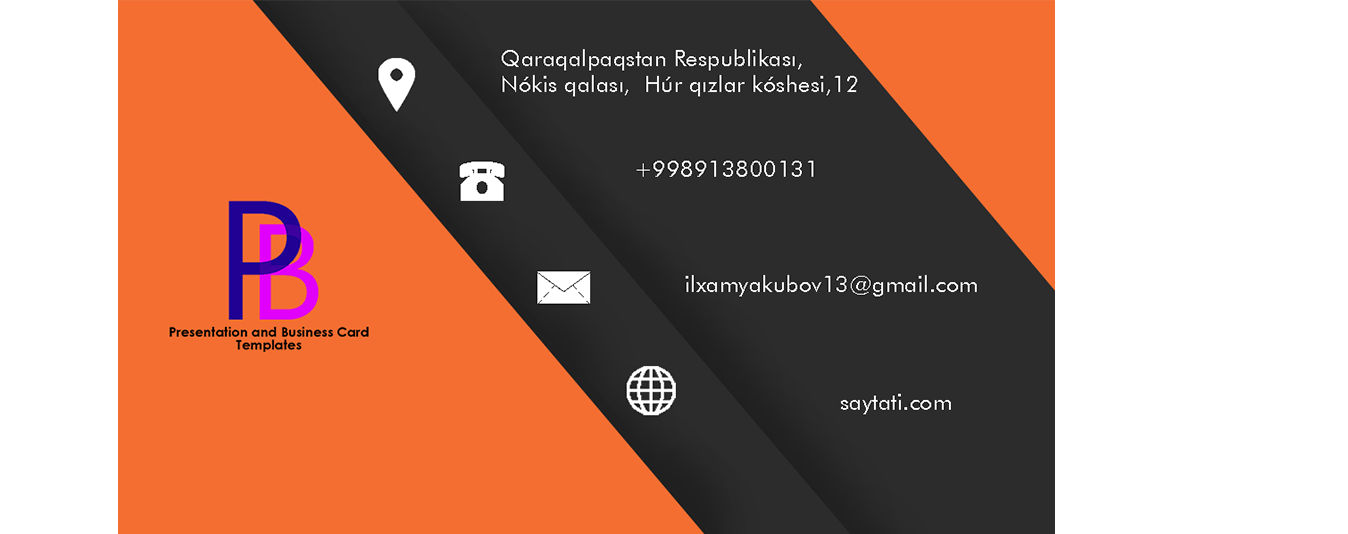 Qaraqalpaqstan Respublikası,
Nókis qalası, Húr qızlar kóshesi,12
+998913800131
ilxamyakubov13@gmail.com
saytati.com
PB
Presentation and Business Card
Templates